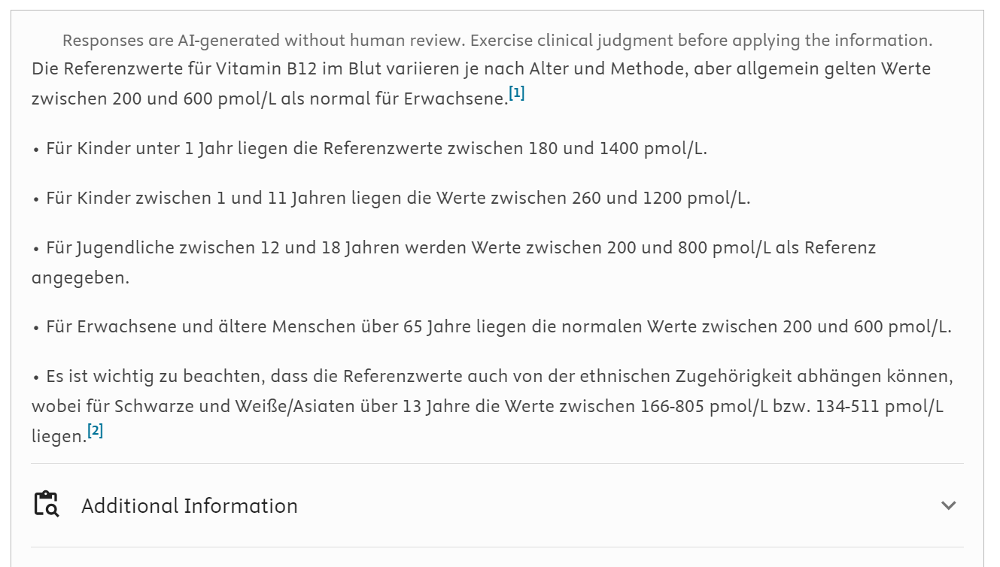 Responses are AI-generated without human review. Exercise clinical judgment before applying the information.
Die Referenzwerte für Vitamin B12 im Blut variieren je nach Alter und Methode, aber allgemein gelten Werte
zwischen 200 und 600 pmol/L als normal für Erwachsene.[1]
• Für Kinder unter 1 Jahr liegen die Referenzwerte zwischen 180 und 1400 pmol/L.
• Für Kinder zwischen 1 und 11 Jahren liegen die Werte zwischen 260 und 1200 pmol/L.
• Für Jugendliche zwischen 12 und 18 Jahren werden Werte zwischen 200 und 800 pmol/L als Referenz
angegeben.
• Für Erwachsene und ältere Menschen über 65 Jahre liegen die normalen Werte zwischen 200 und 600 pmol/L.
• Es ist wichtig zu beachten, dass die Referenzwerte auch von der ethnischen Zugehörigkeit abhängen können,
wobei für Schwarze und Weiße/Asiaten über 13 Jahre die Werte zwischen 166-805 pmol/L bzw. 134-511 pmol/L
liegen.[2]
Additional Information